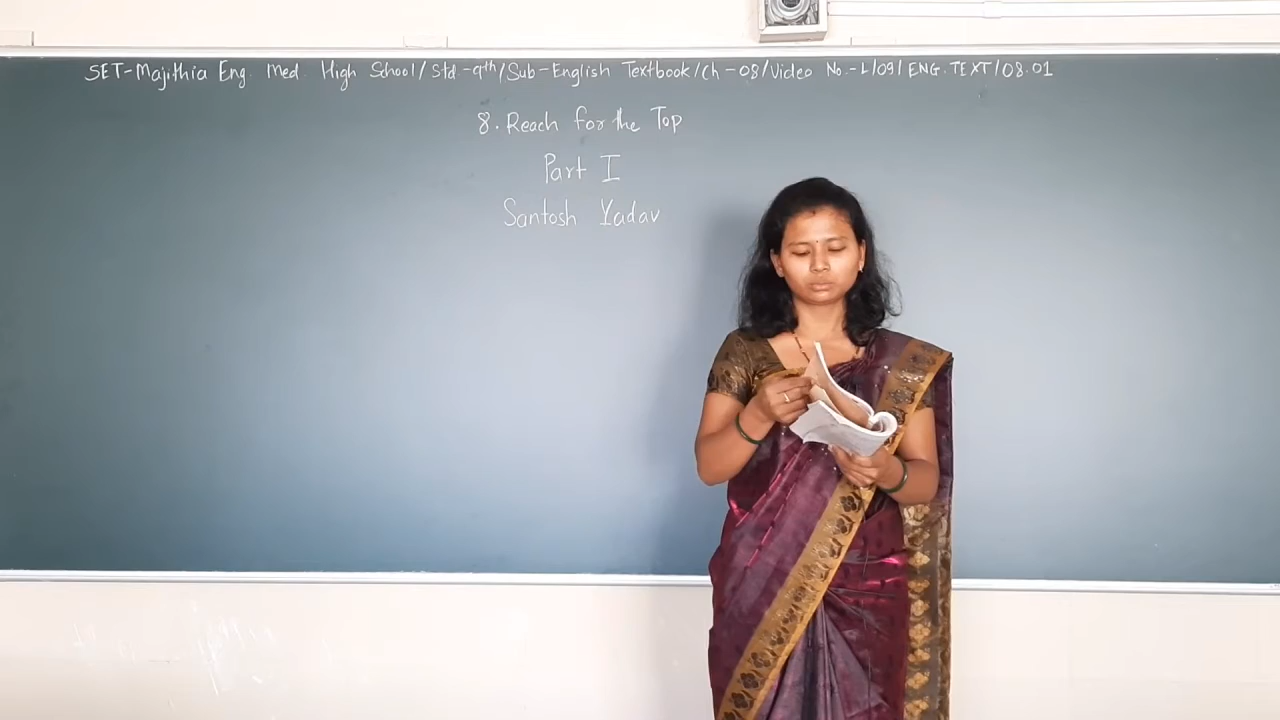 SET-Majithia Eng. Med. High School/Std-9th/Sub-English Textbook/Ch-08/Video No.-L/09/ENG.TEXT/08.01
8. Reach for the Top
Part I
Santosh Yadav